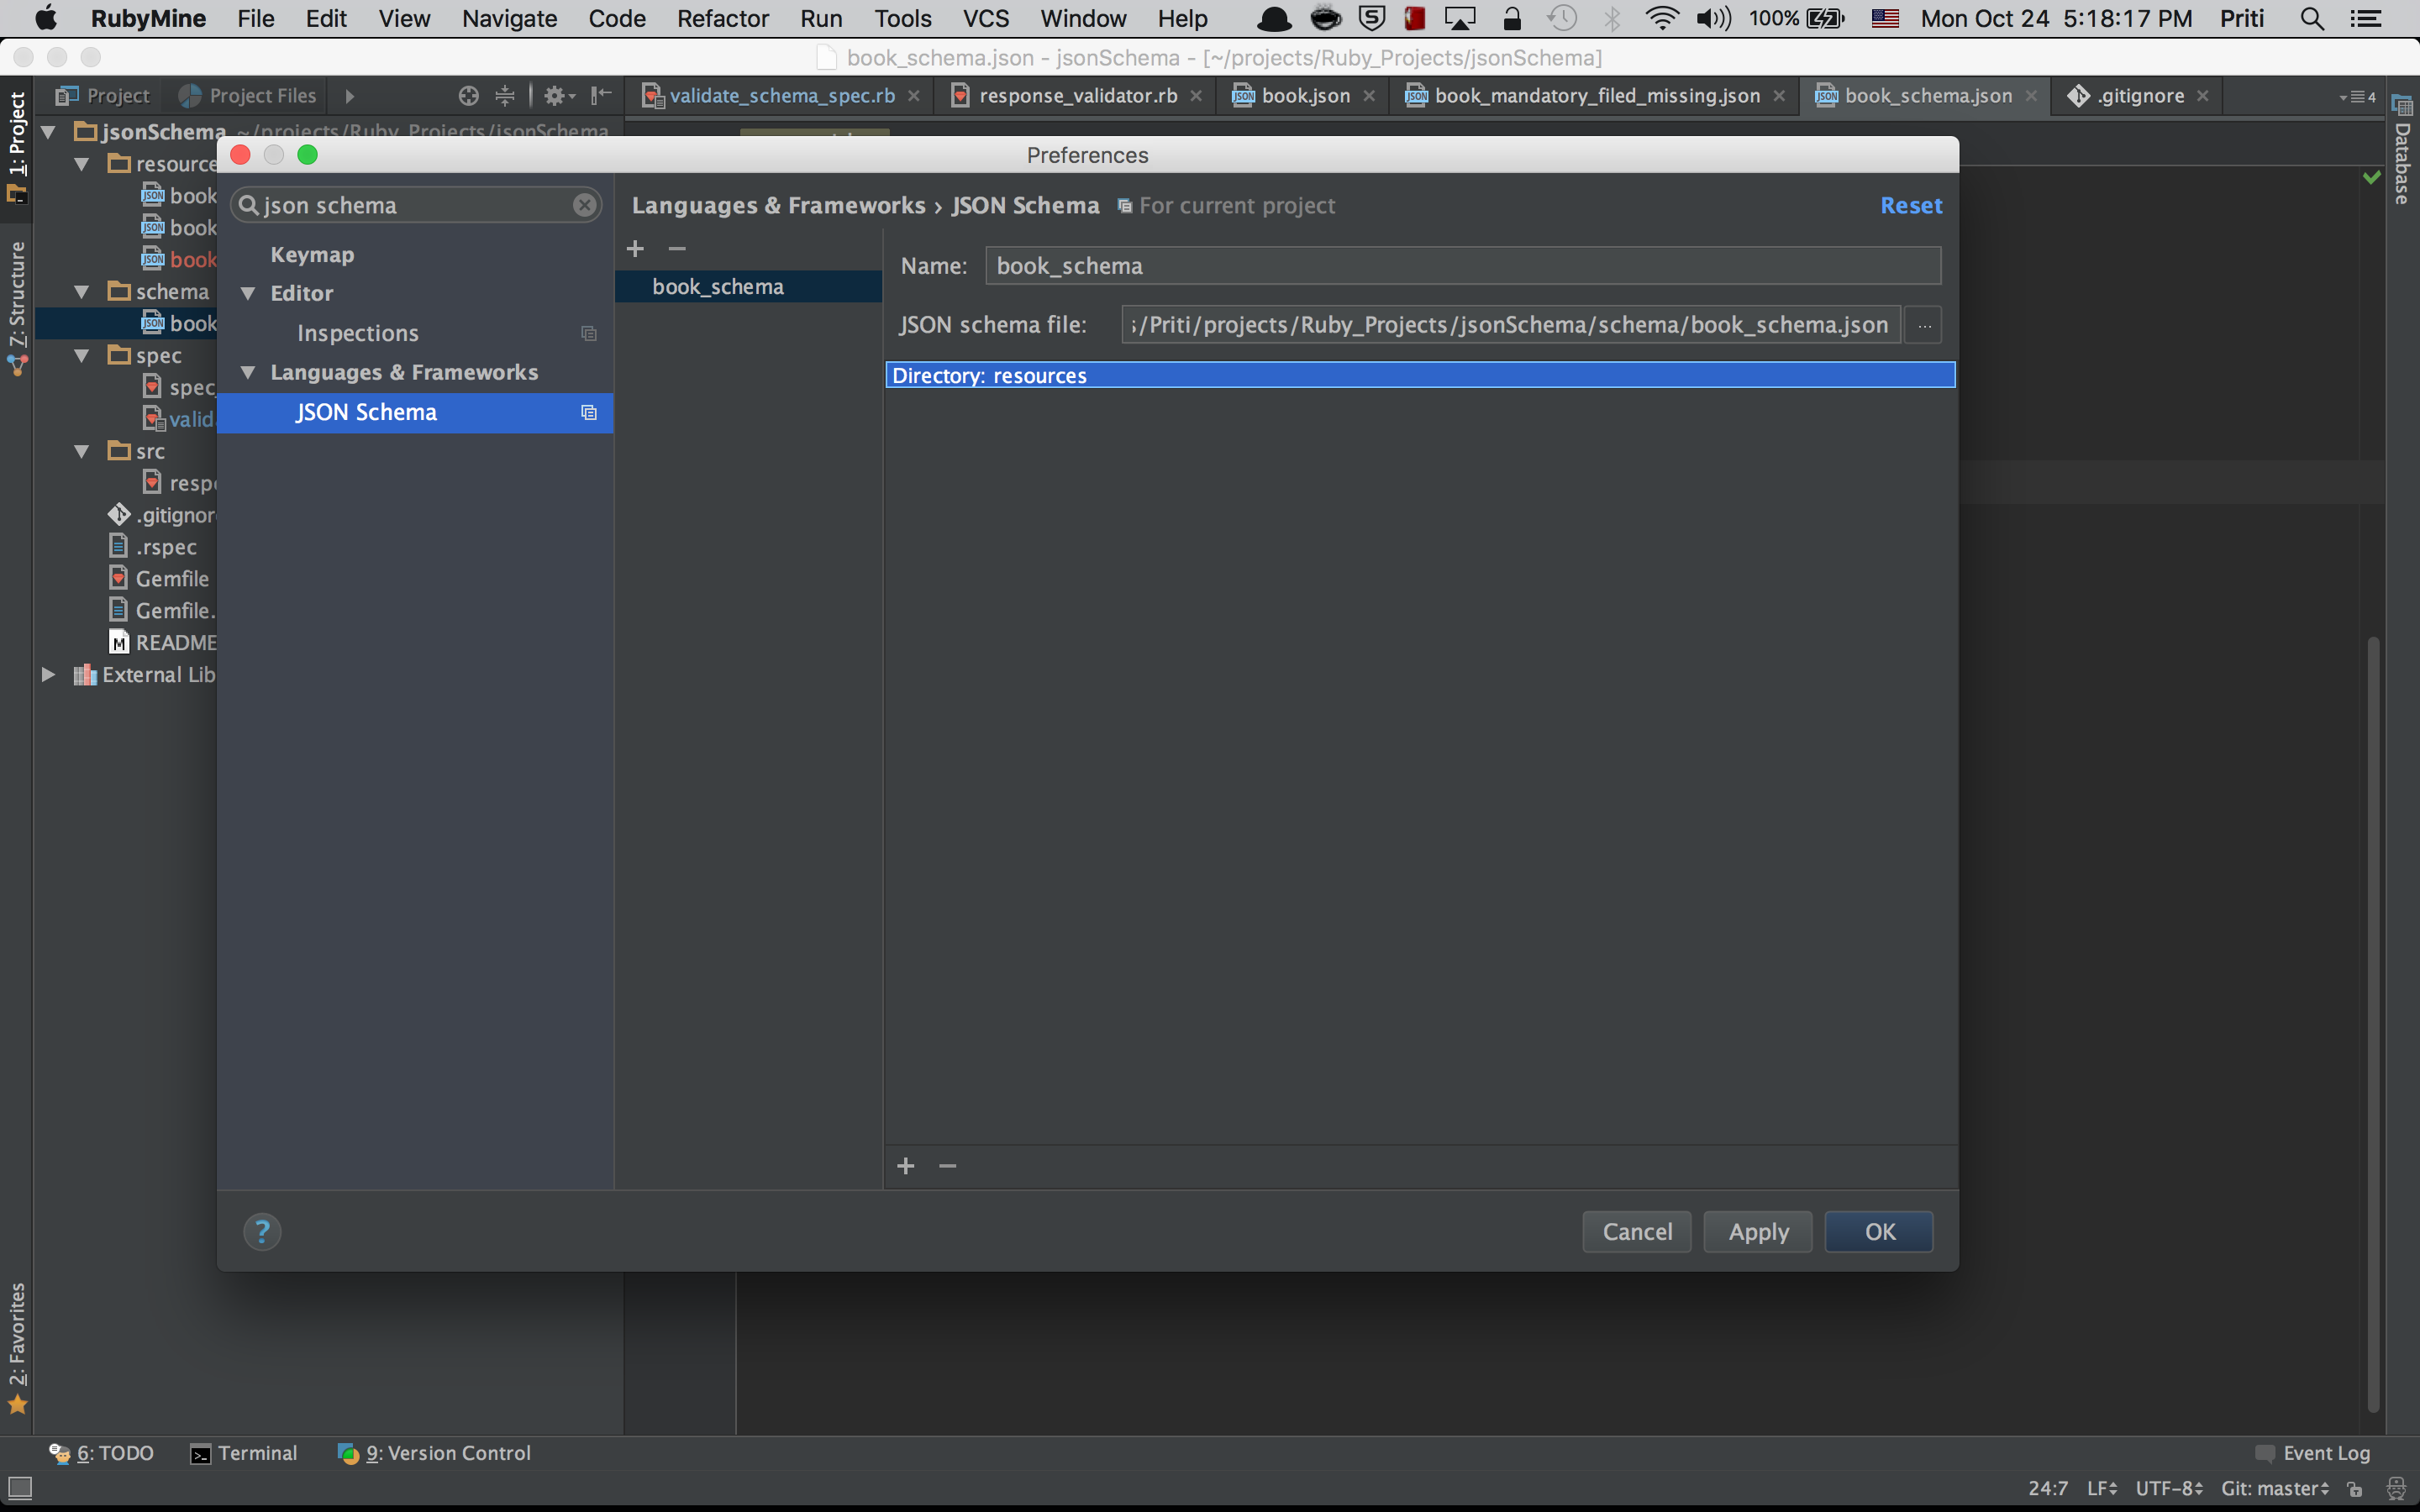 RubyMine File Edit View Navigate Code Refactor Run Tools VCS Window Help 100% Mon Oct 24 5:18:17 PM Priti
book_schema.json - jsonSchema - [~/projects/Ruby_Projects/jsonSchema]
Project Project Files validate_schema_spec.rb response_validator.rb book.json book_mandatory_filed_missing.json book_schema.json .gitignore 4
1: Project
Z: Structure
2: Favorites
Database
jsonSchema ~/projects/Ruby_Projects/jsonSchema
resource
JSON book
JSON book
JSON book
schema
JSON book
spec
spec_
valid
src
resp
.gitignor
.rspec
Gemfile
Gemfile.
README
External Lib
Preferences
json schema
Keymap
Editor
Inspections
Languages & Frameworks
JSON Schema
Languages & Frameworks › JSON Schema For current project Reset
+ −
book_schema
Name: book_schema
JSON schema file: /Priti/projects/Ruby_Projects/jsonSchema/schema/book_schema.json ...
Directory: resources
+ −
? Cancel Apply OK
6: TODO Terminal 9: Version Control Event Log
24:7 LF UTF-8 Git: master